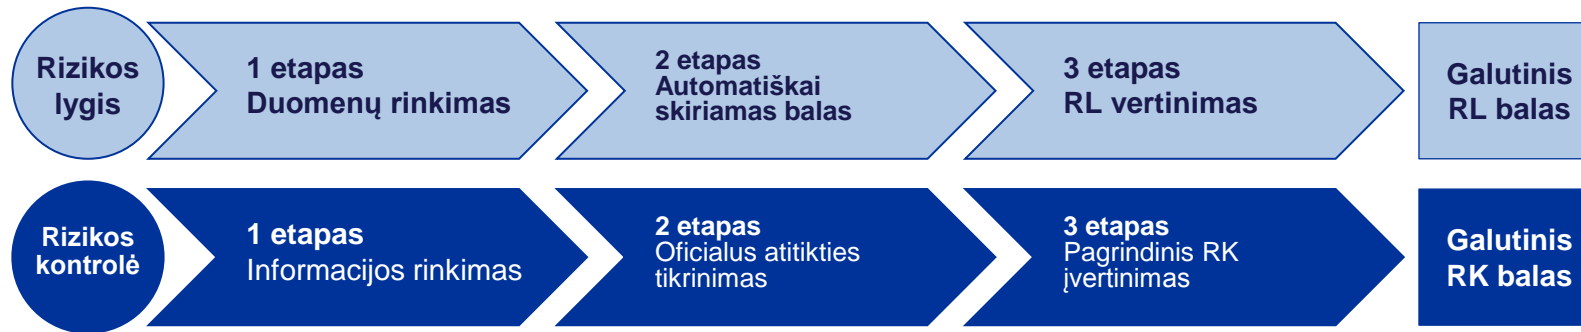 Rizikos
lygis
1 etapas
Duomenų rinkimas
2 etapas
Automatiškai
skiriamas balas
3 etapas
RL vertinimas
Galutinis
RL balas
Rizikos
kontrolė
1 etapas
Informacijos rinkimas
2 etapas
Oficialus atitikties
tikrinimas
3 etapas
Pagrindinis RK
įvertinimas
Galutinis
RK balas